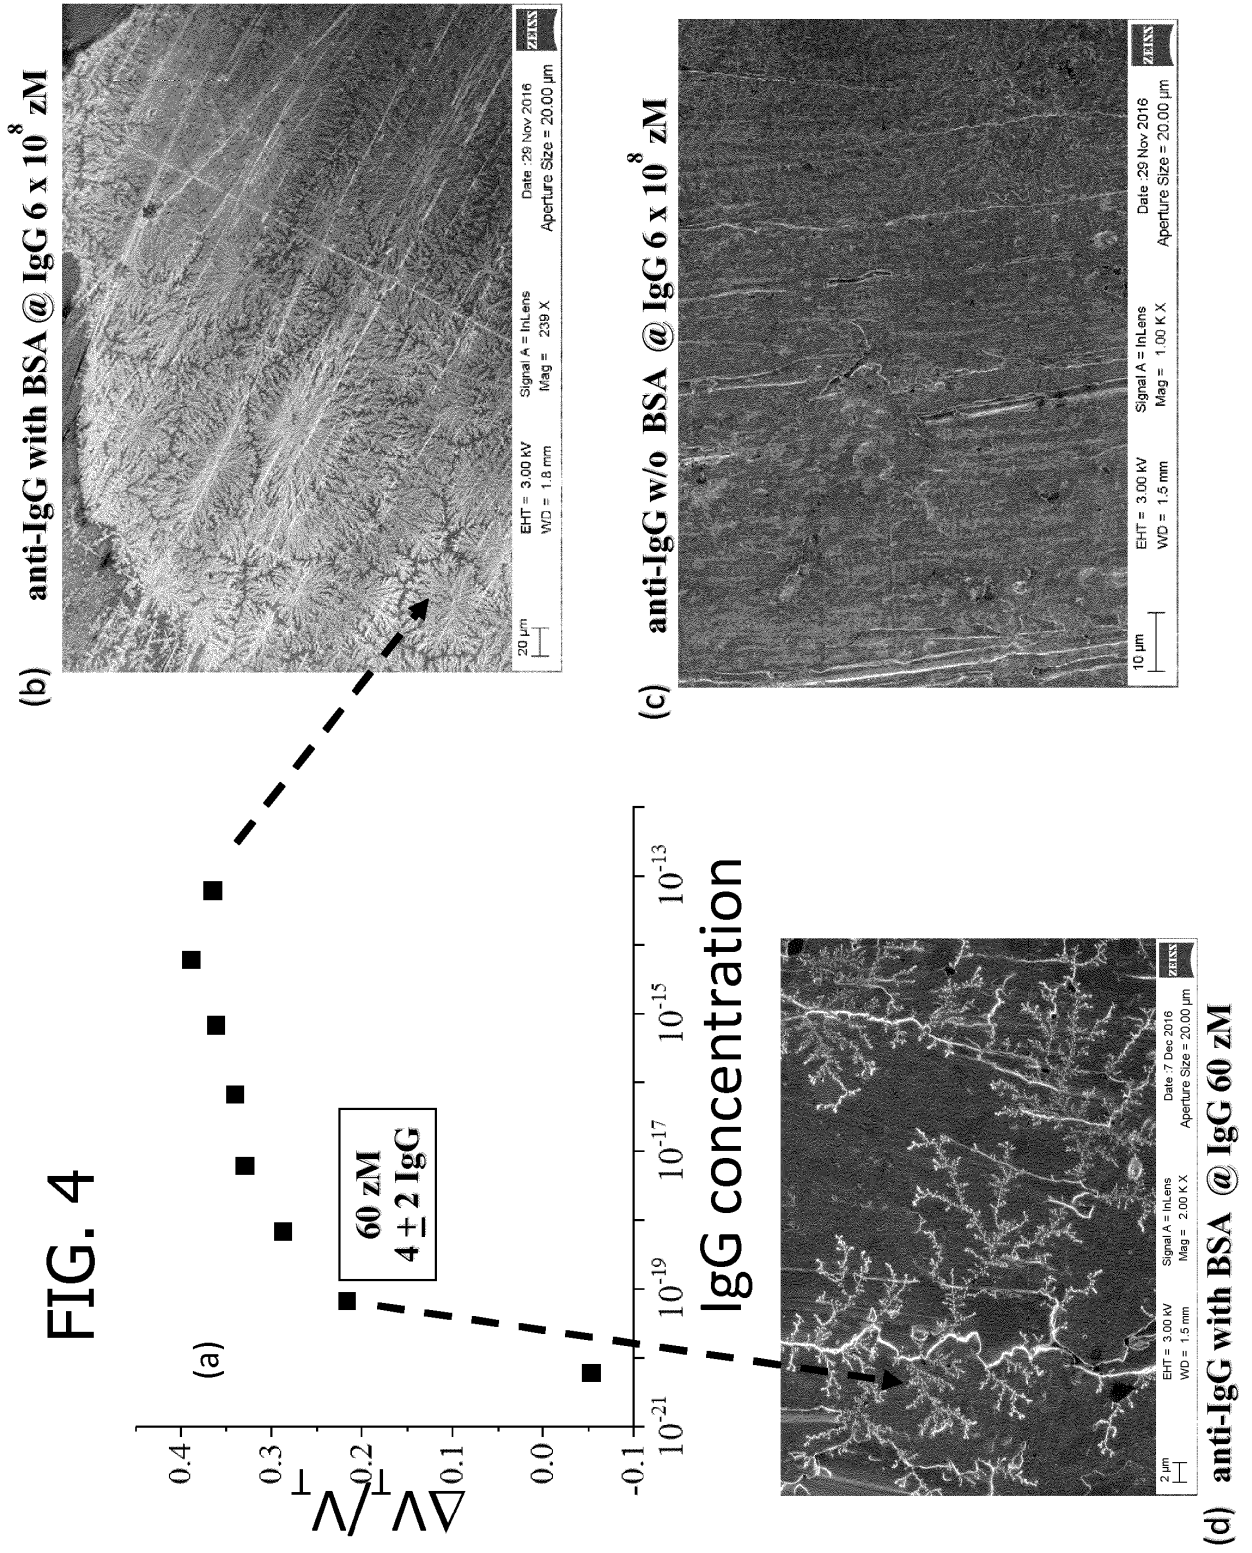 FIG. 4
(a)
ΔV_T/V_T
0.4
0.3
0.2
0.1
0.0
-0.1
10^-21
10^-19
10^-17
10^-15
10^-13
IgG concentration
60 zM
4 ± 2 IgG
(b)
anti-IgG with BSA @ IgG 6 x 10^8 zM
20 µm
EHT = 3.00 kV
WD = 1.8 mm
Signal A = InLens
Mag = 239 X
Date :29 Nov 2016
Aperture Size = 20.00 µm
ZEISS
(c)
anti-IgG w/o BSA @ IgG 6 x 10^8 zM
10 µm
EHT = 3.00 kV
WD = 1.5 mm
Signal A = InLens
Mag = 1.00 K X
Date :29 Nov 2016
Aperture Size = 20.00 µm
ZEISS
2 µm
EHT = 3.00 kV
WD = 1.5 mm
Signal A = InLens
Mag = 2.00 K X
Date :7 Dec 2016
Aperture Size = 20.00 µm
ZEISS
(d)
anti-IgG with BSA @ IgG 60 zM